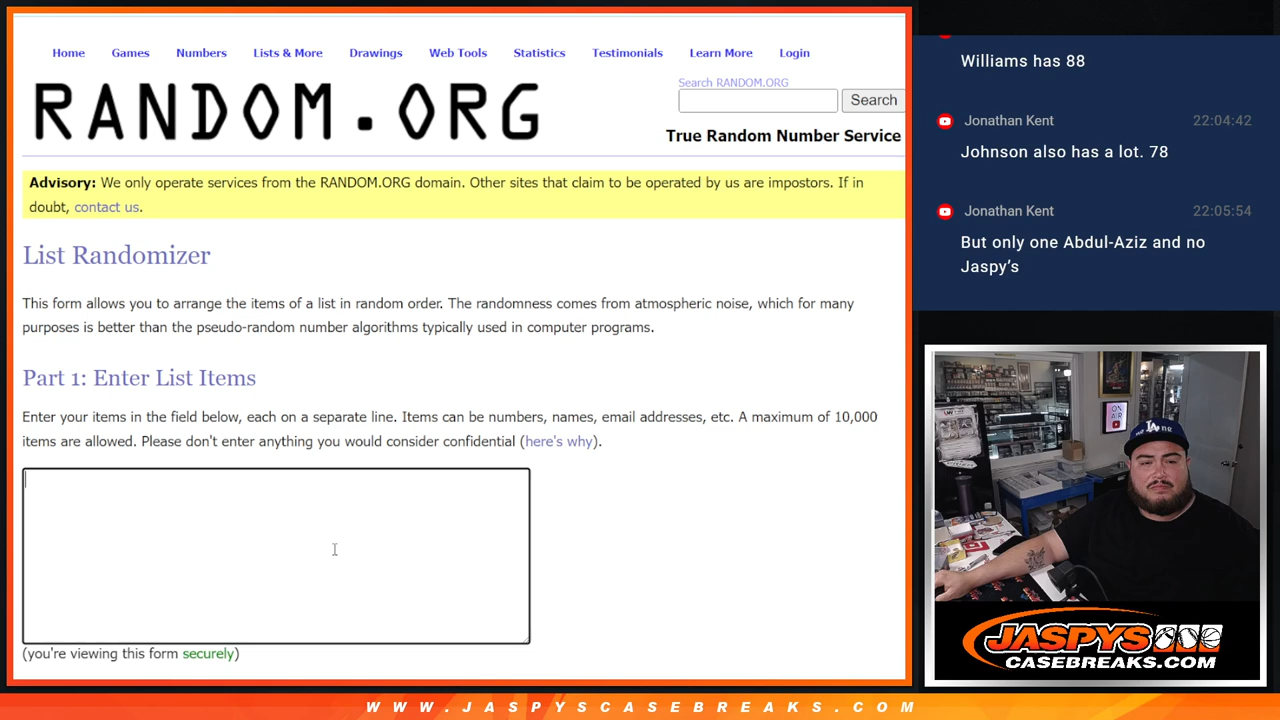 Home Games Numbers Lists & More Drawings Web Tools Statistics Testimonials Learn More Login
RANDOM.ORG
Search RANDOM.ORG
Search
True Random Number Service
Advisory: We only operate services from the RANDOM.ORG domain. Other sites that claim to be operated by us are impostors. If in
doubt, contact us.
List Randomizer
This form allows you to arrange the items of a list in random order. The randomness comes from atmospheric noise, which for many
purposes is better than the pseudo-random number algorithms typically used in computer programs.
Part 1: Enter List Items
Enter your items in the field below, each on a separate line. Items can be numbers, names, email addresses, etc. A maximum of 10,000
items are allowed. Please don't enter anything you would consider confidential (here's why).
(you're viewing this form securely)
Williams has 88
Jonathan Kent 22:04:42
Johnson also has a lot. 78
Jonathan Kent 22:05:54
But only one Abdul-Aziz and no
Jaspy's
ON
AIR
LA
JASPYS
CASEBREAKS.COM
WWW.JASPYSCASEBREAKS.COM